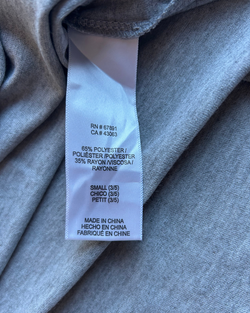 RN # 67891
CA # 43063
65% POLYESTER /
POLIÉSTER /POLYESTER
35% RAYON /VISCOSA /
RAYONNE
SMALL (3/5)
CHICO (3/5)
PETIT (3/5)
MADE IN CHINA
HECHO EN CHINA
FABRIQUÉ EN CHINE